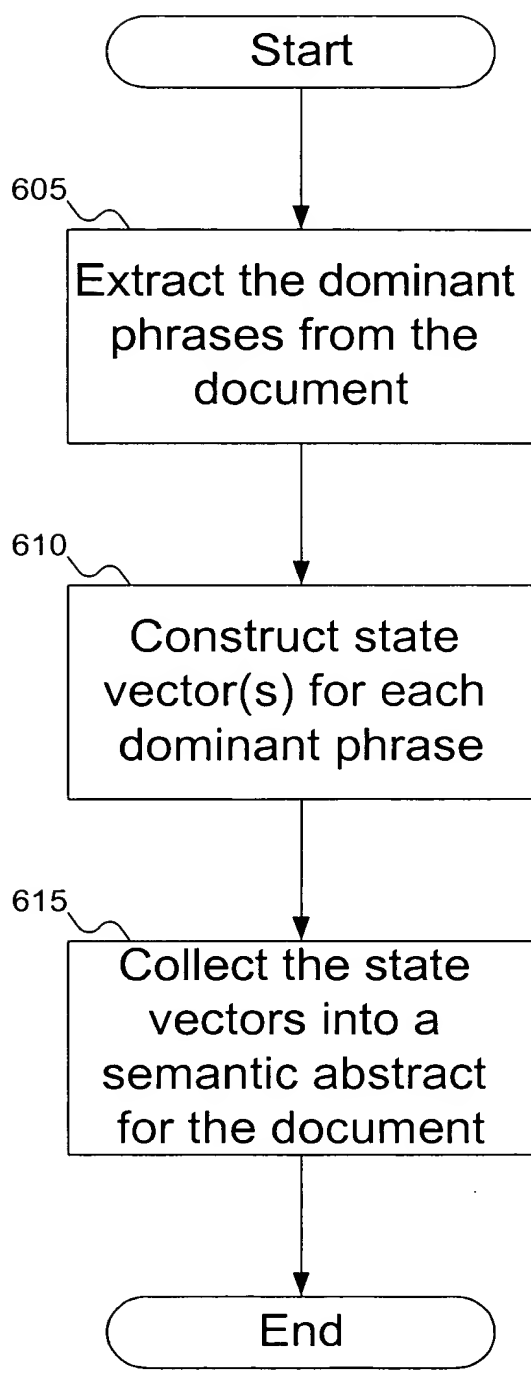 Start
605
Extract the dominant
phrases from the
document
610
Construct state
vector(s) for each
dominant phrase
615
Collect the state
vectors into a
semantic abstract
for the document
End